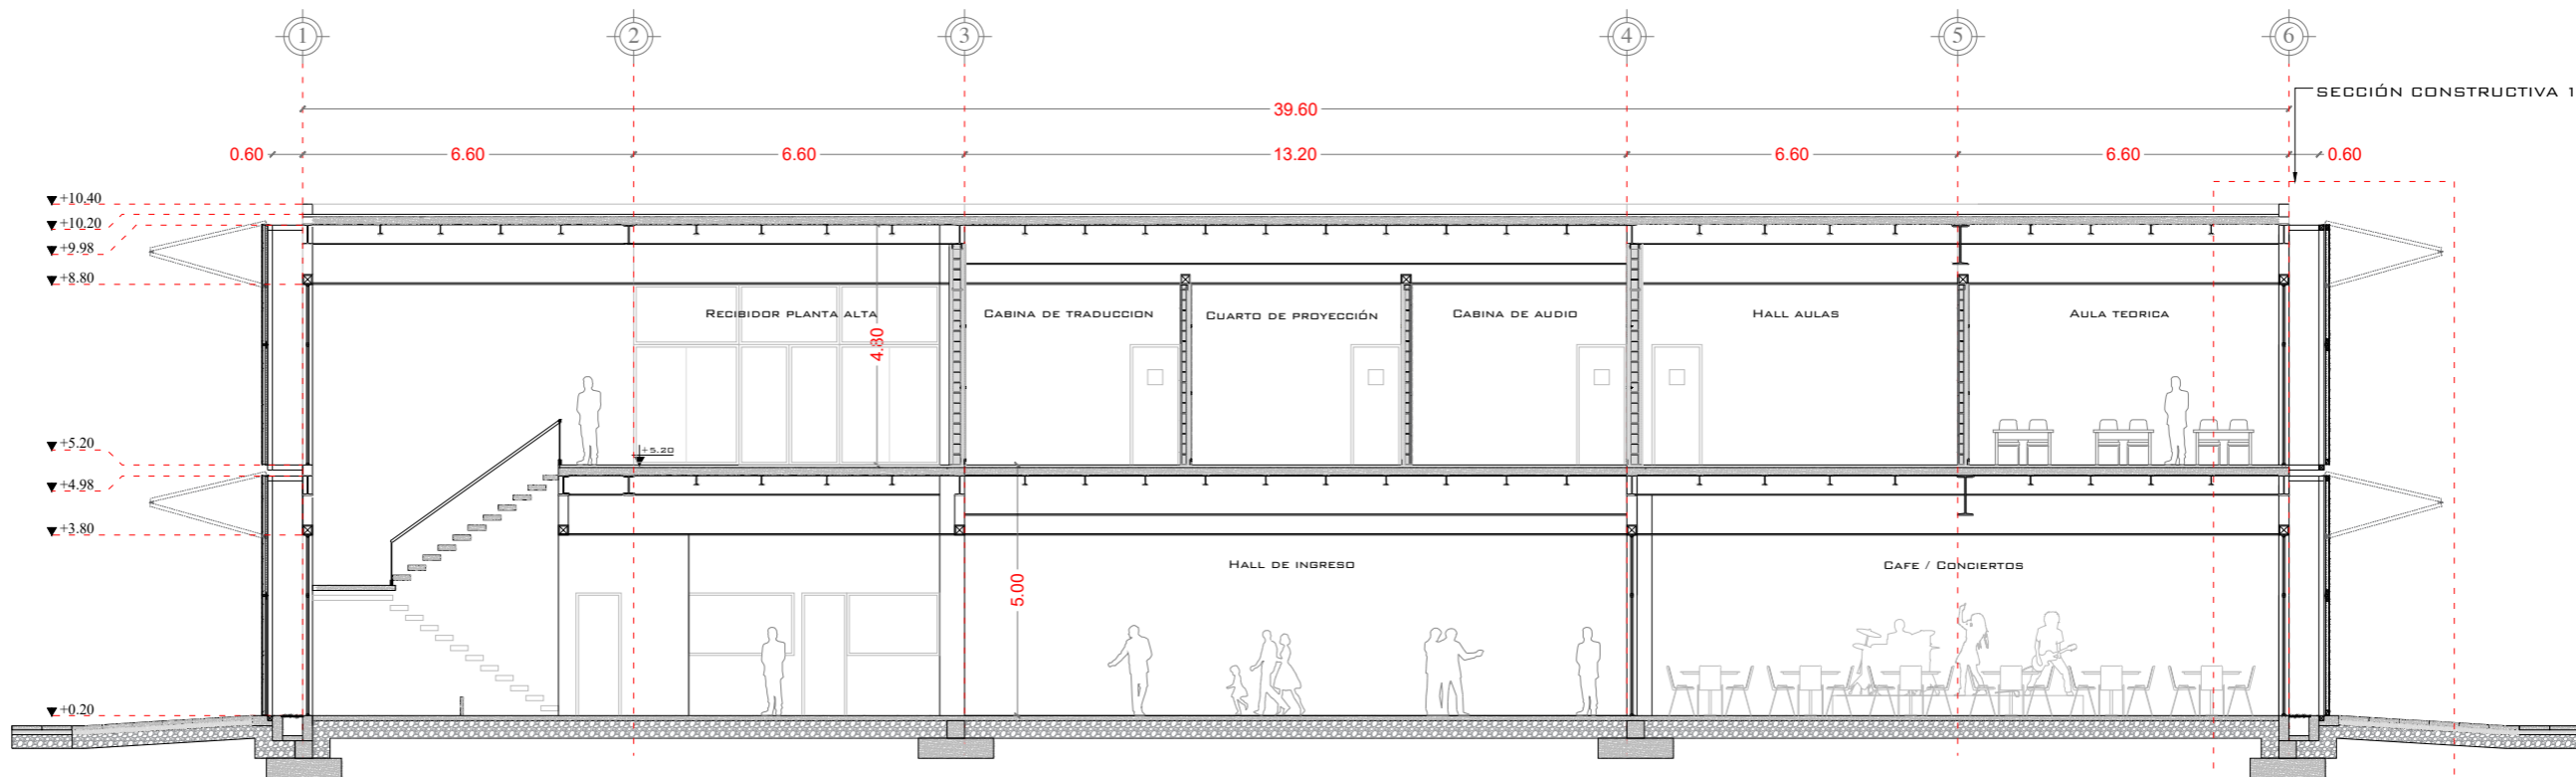 1 2 3 4 5 6
SECCIÓN CONSTRUCTIVA 1
39.60
0.60 6.60 6.60 13.20 6.60 6.60 0.60
+10.40
+10.20
+9.98
+8.80
RECIBIDOR PLANTA ALTA
CABINA DE TRADUCCION
CUARTO DE PROYECCIÓN
CABINA DE AUDIO
HALL AULAS
AULA TEORICA
4.80
+5.20
+5.20
+4.98
+3.80
HALL DE INGRESO
CAFE / CONCIERTOS
5.00
+0.20